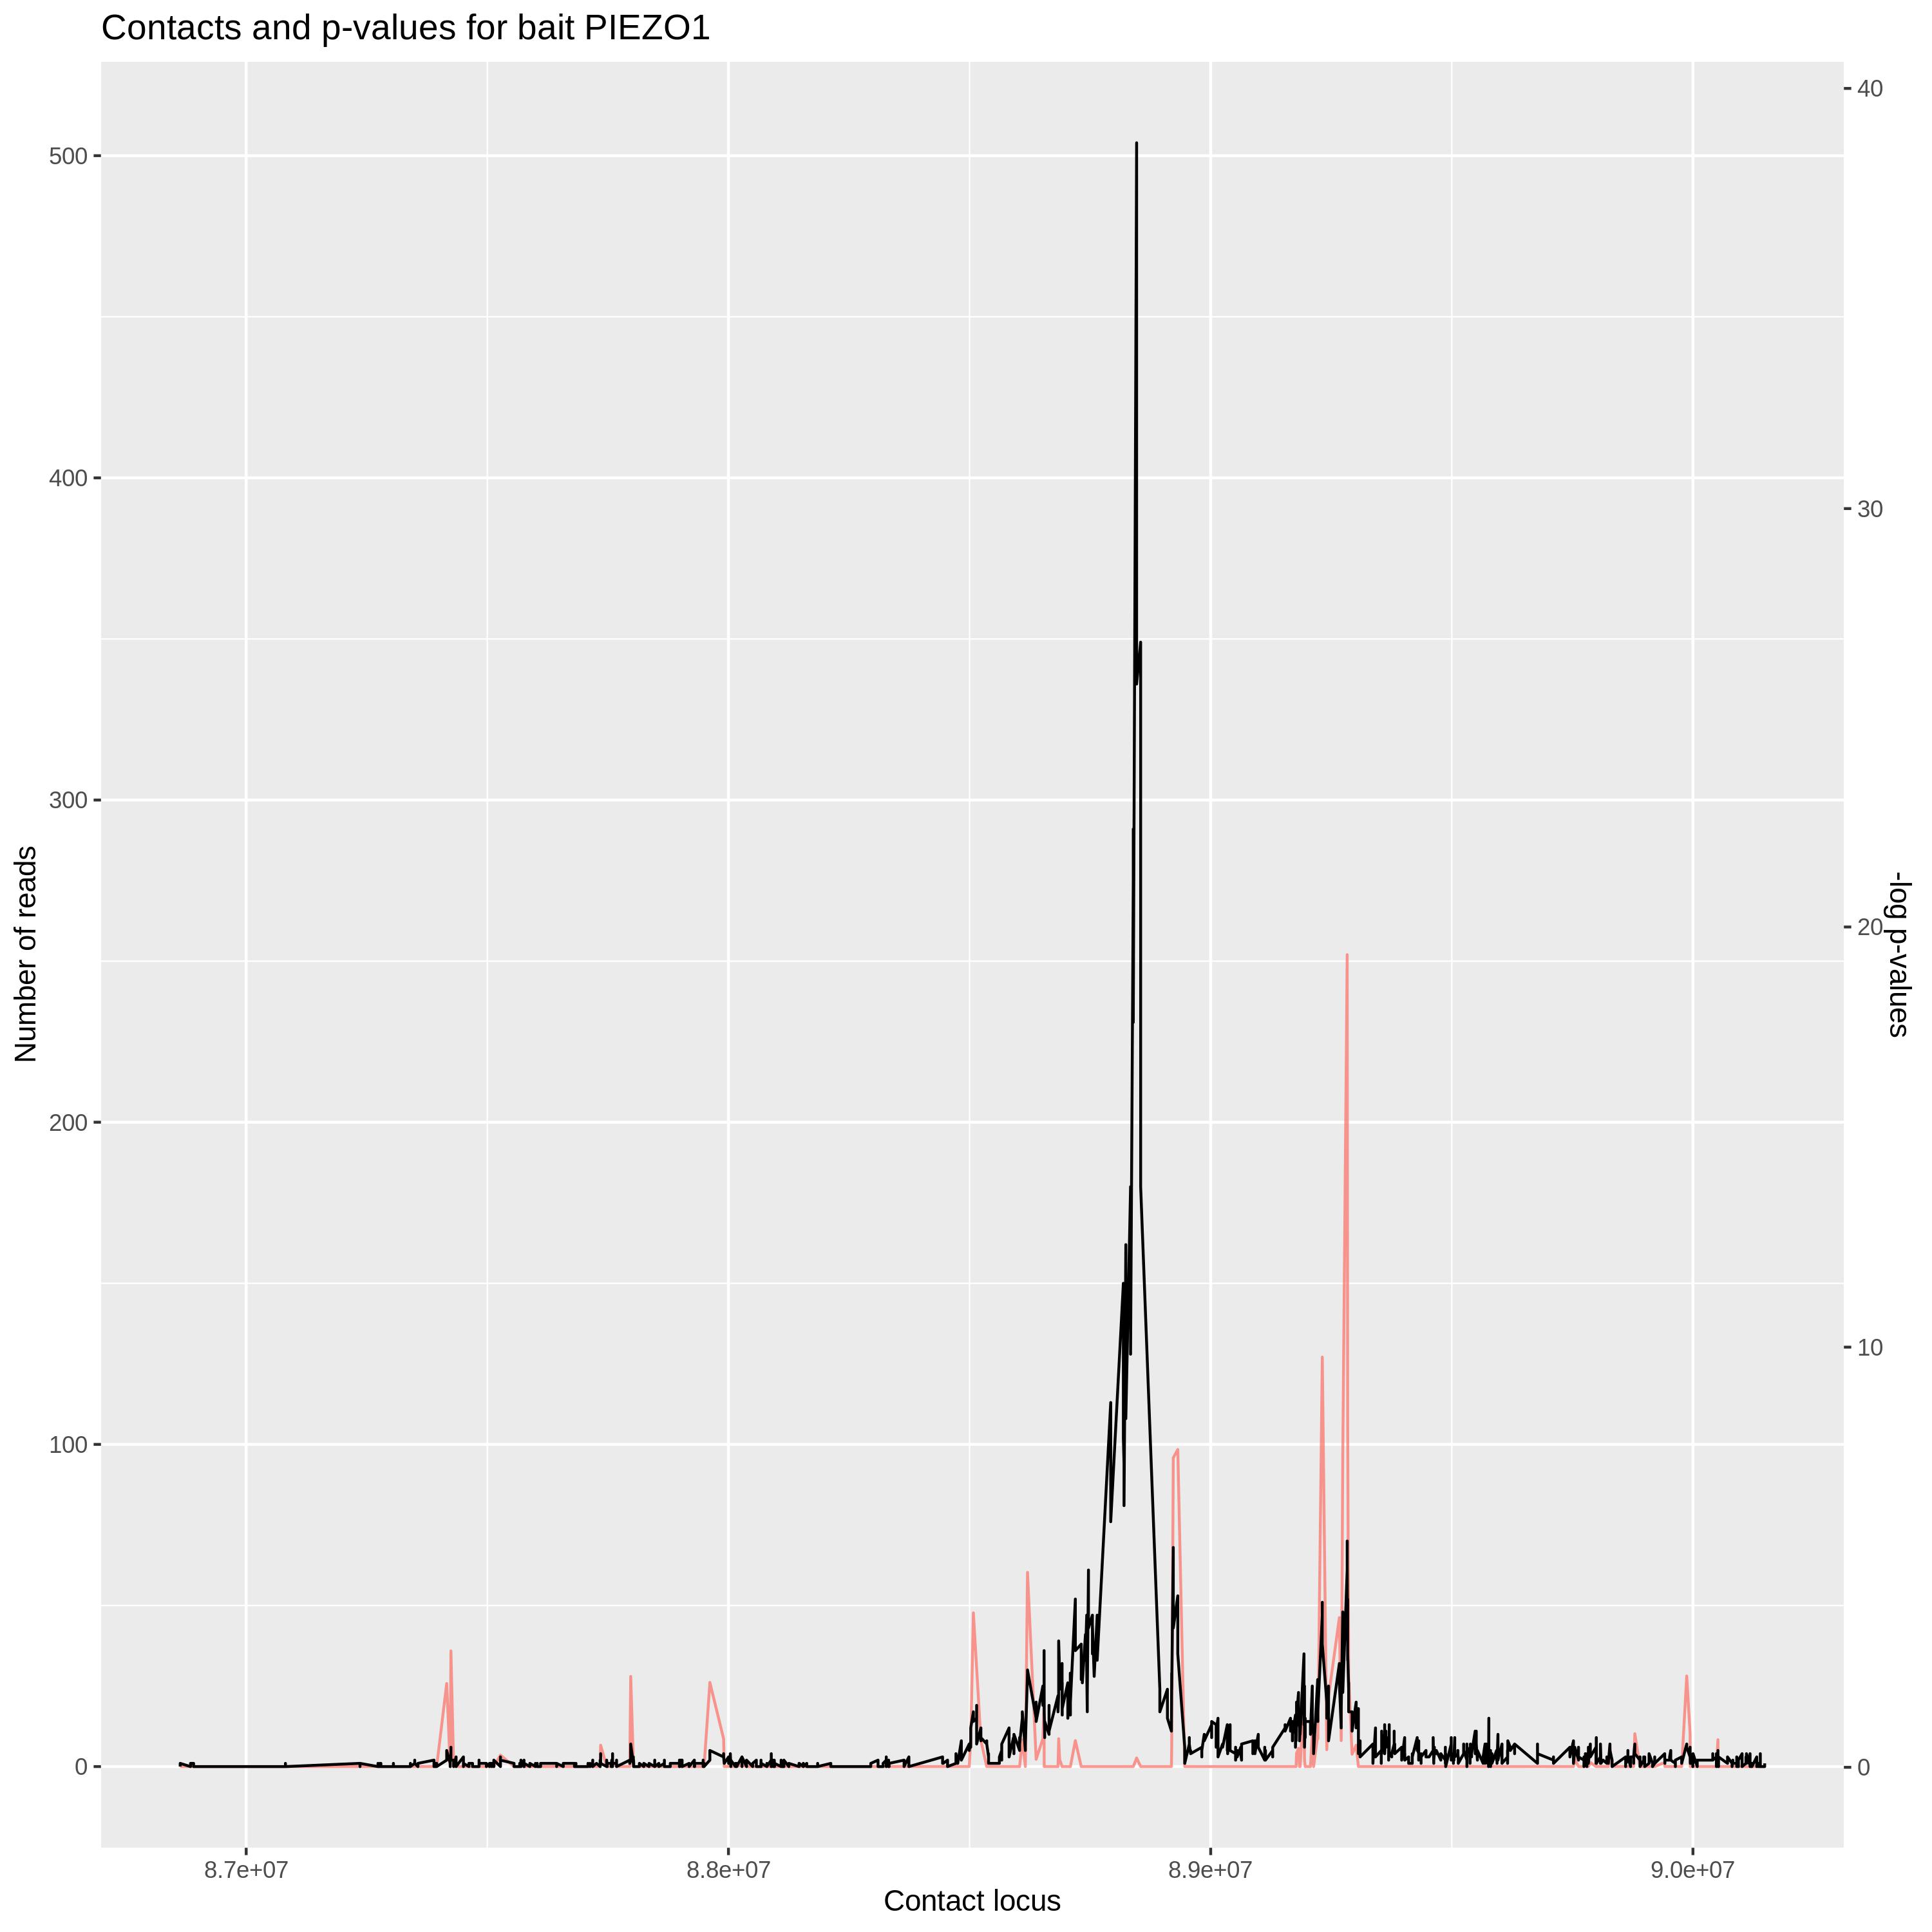 Contacts and p-values for bait PIEZO1
500
400
300
200
100
0
Number of reads
40
30
20
10
0
-log p-values
8.7e+07
8.8e+07
8.9e+07
9.0e+07
Contact locus